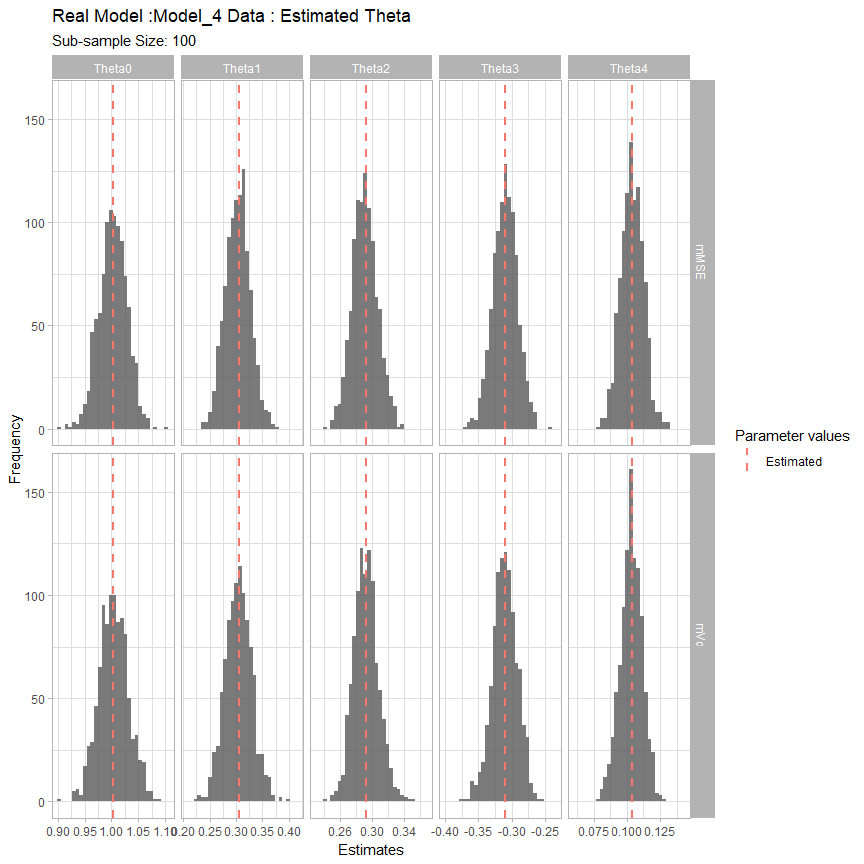 Real Model :Model_4 Data : Estimated Theta
Sub-sample Size: 100
Theta0 Theta1 Theta2 Theta3 Theta4
150
100
50
0
mMSE
Frequency
150
100
50
0
mVc
Parameter values
Estimated
0.90 0.95 1.00 1.05 1.10 0.20 0.25 0.30 0.35 0.40 0.26 0.30 0.34 -0.40 -0.35 -0.30 -0.25 0.075 0.100 0.125
Estimates